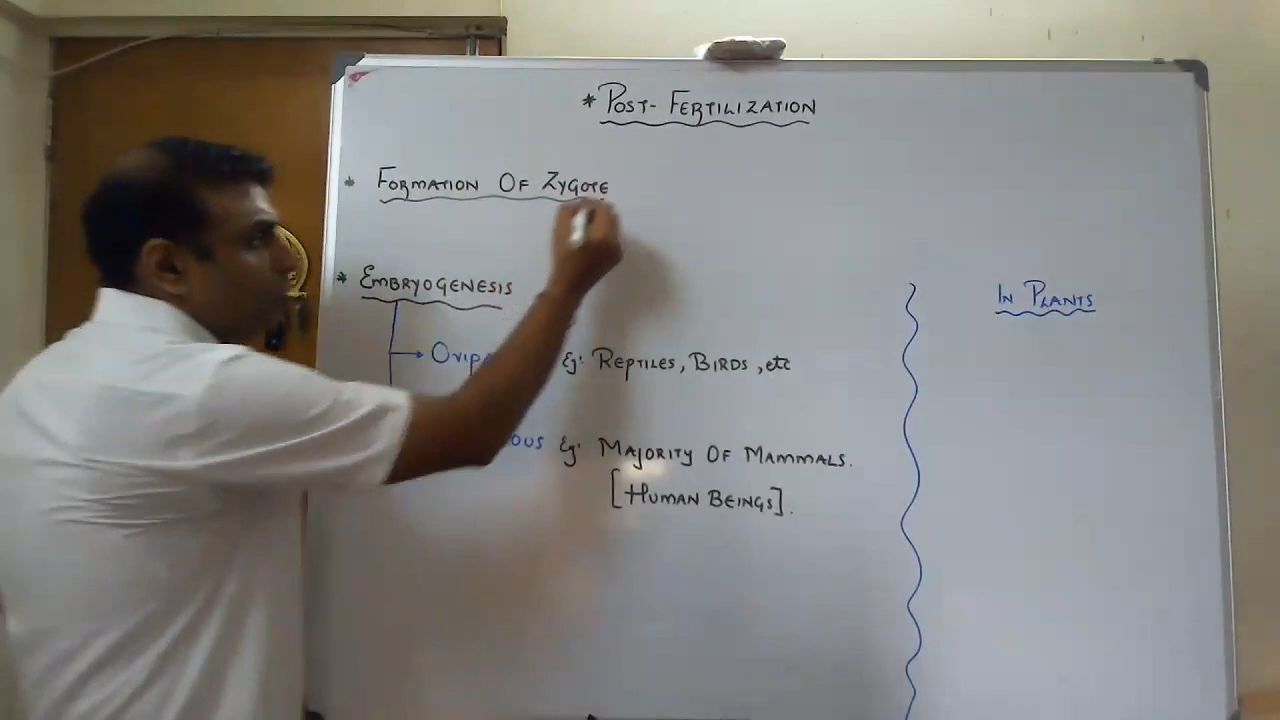 * POST-FERTILIZATION
* FORMATION OF ZYGOTE
* EMBRYOGENESIS
IN PLANTS
Eg: REPTILES, BIRDS, etc
Eg: MAJORITY OF MAMMALS.
[HUMAN BEINGS].